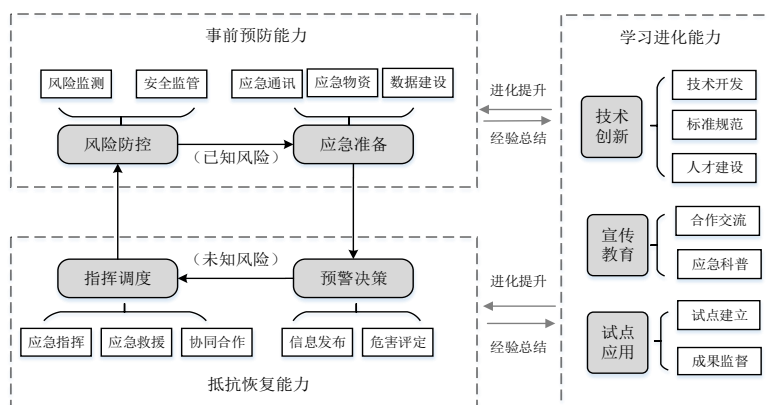 事前预防能力
风险监测
安全监管
应急通讯
应急物资
数据建设
风险防控
（已知风险）
应急准备
指挥调度
（未知风险）
预警决策
应急指挥
应急救援
协同合作
信息发布
危害评定
抵抗恢复能力
进化提升
经验总结
进化提升
经验总结
学习进化能力
技术
创新
技术开发
标准规范
人才建设
宣传
教育
合作交流
应急科普
试点
应用
试点建立
成果监督